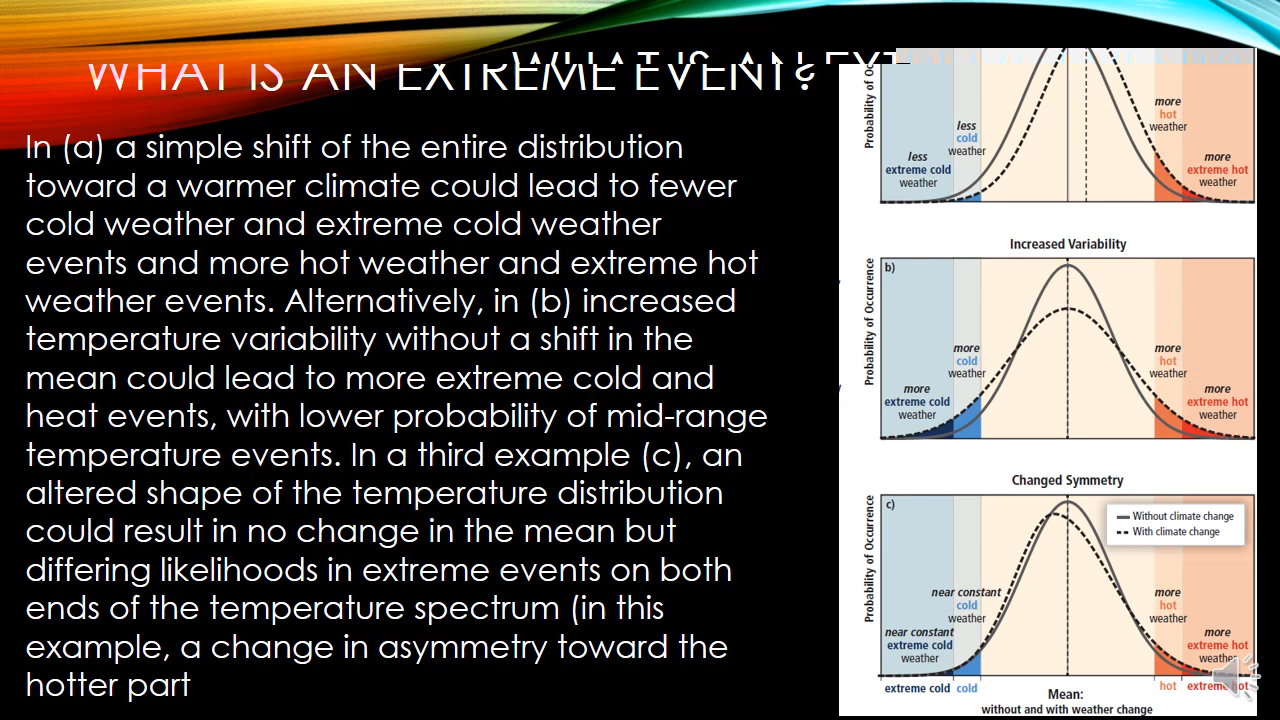 WHAT IS AN EXTREME EVENT?
In (a) a simple shift of the entire distribution
toward a warmer climate could lead to fewer
cold weather and extreme cold weather
events and more hot weather and extreme hot
weather events. Alternatively, in (b) increased
temperature variability without a shift in the
mean could lead to more extreme cold and
heat events, with lower probability of mid-range
temperature events. In a third example (c), an
altered shape of the temperature distribution
could result in no change in the mean but
differing likelihoods in extreme events on both
ends of the temperature spectrum (in this
example, a change in asymmetry toward the
hotter part
Probability of Oc
less
cold
weather
less
extreme cold
weather
more
hot
weather
more
extreme hot
weather
Increased Variability
b)
Probability of Occurrence
more
cold
weather
more
extreme cold
weather
more
hot
weather
more
extreme hot
weather
Changed Symmetry
c)
Probability of Occurrence
Without climate change
With climate change
near constant
cold
weather
near constant
extreme cold
weather
more
hot
weather
more
extreme hot
weather
extreme cold
cold
hot
extreme hot
Mean:
without and with weather change